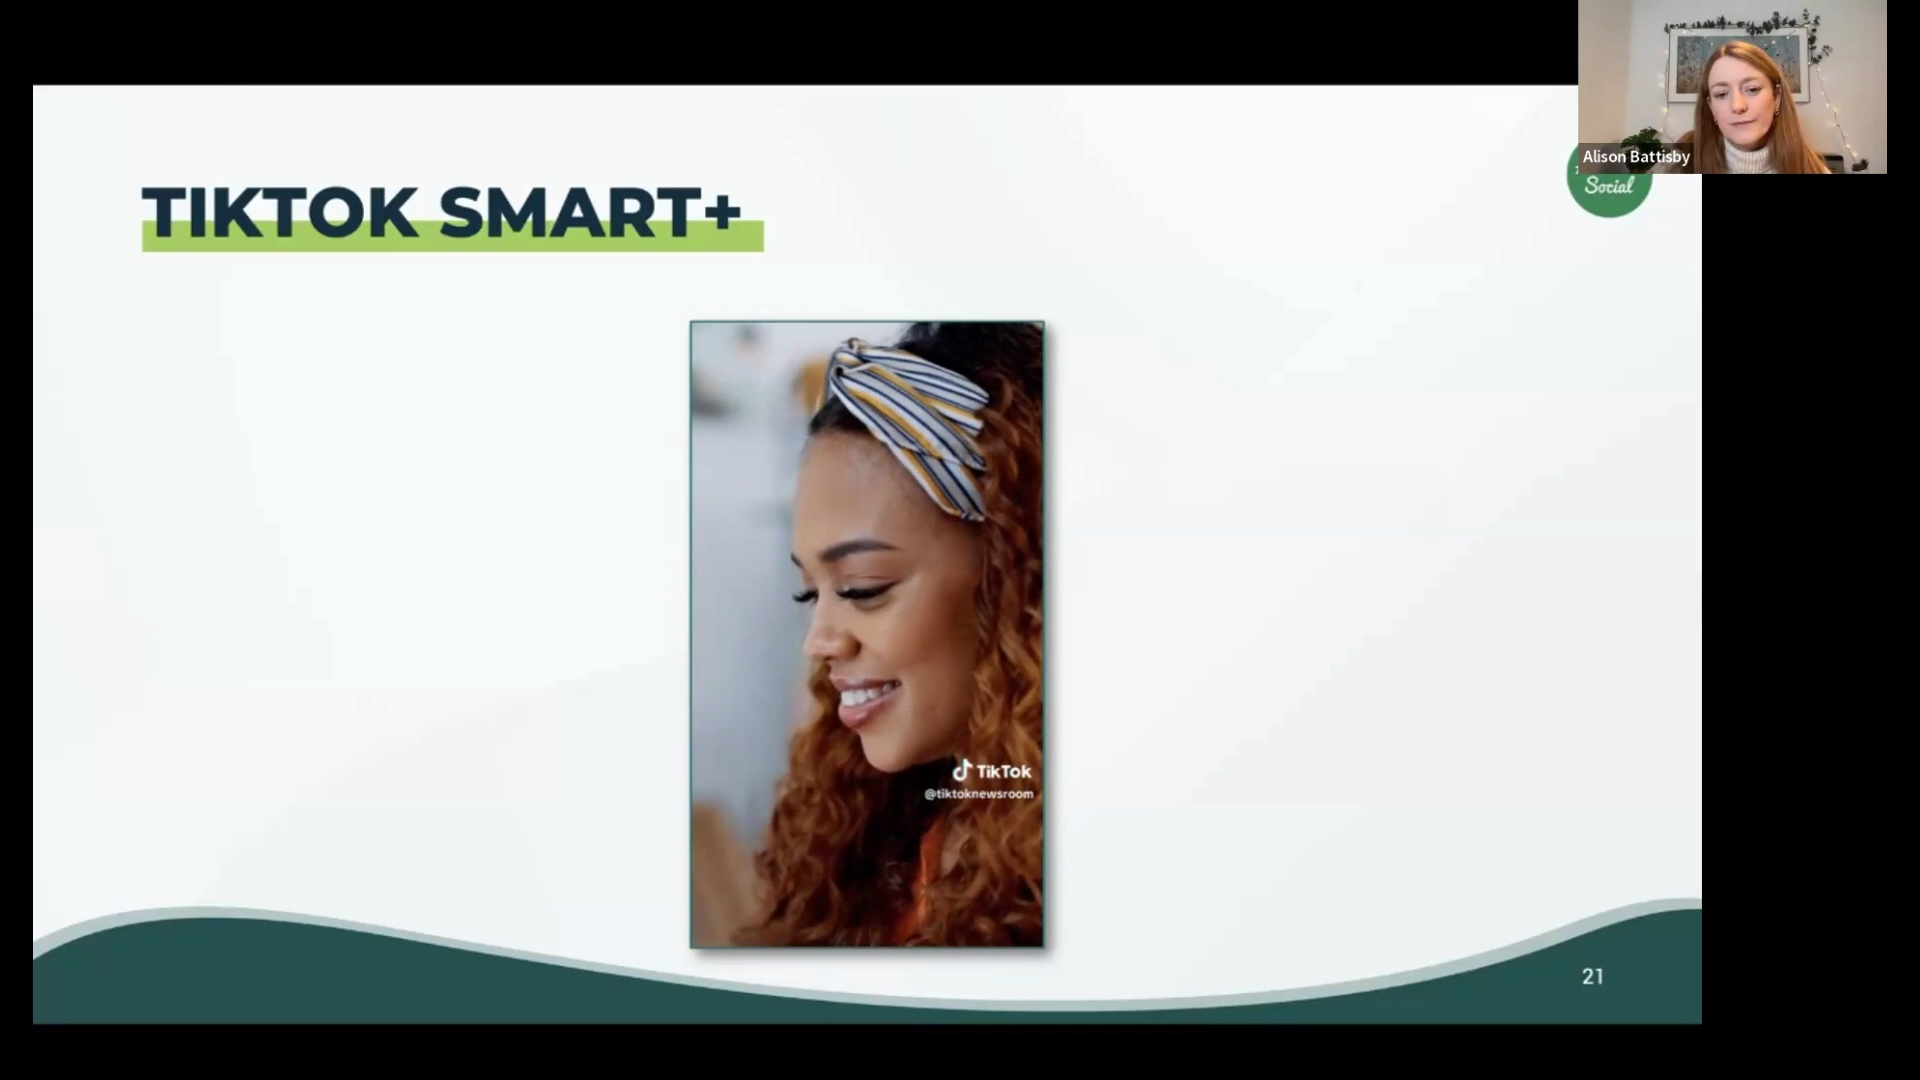 Alison Battisby
Social
TIKTOK SMART+
TikTok
@tiktoknewsroom
21